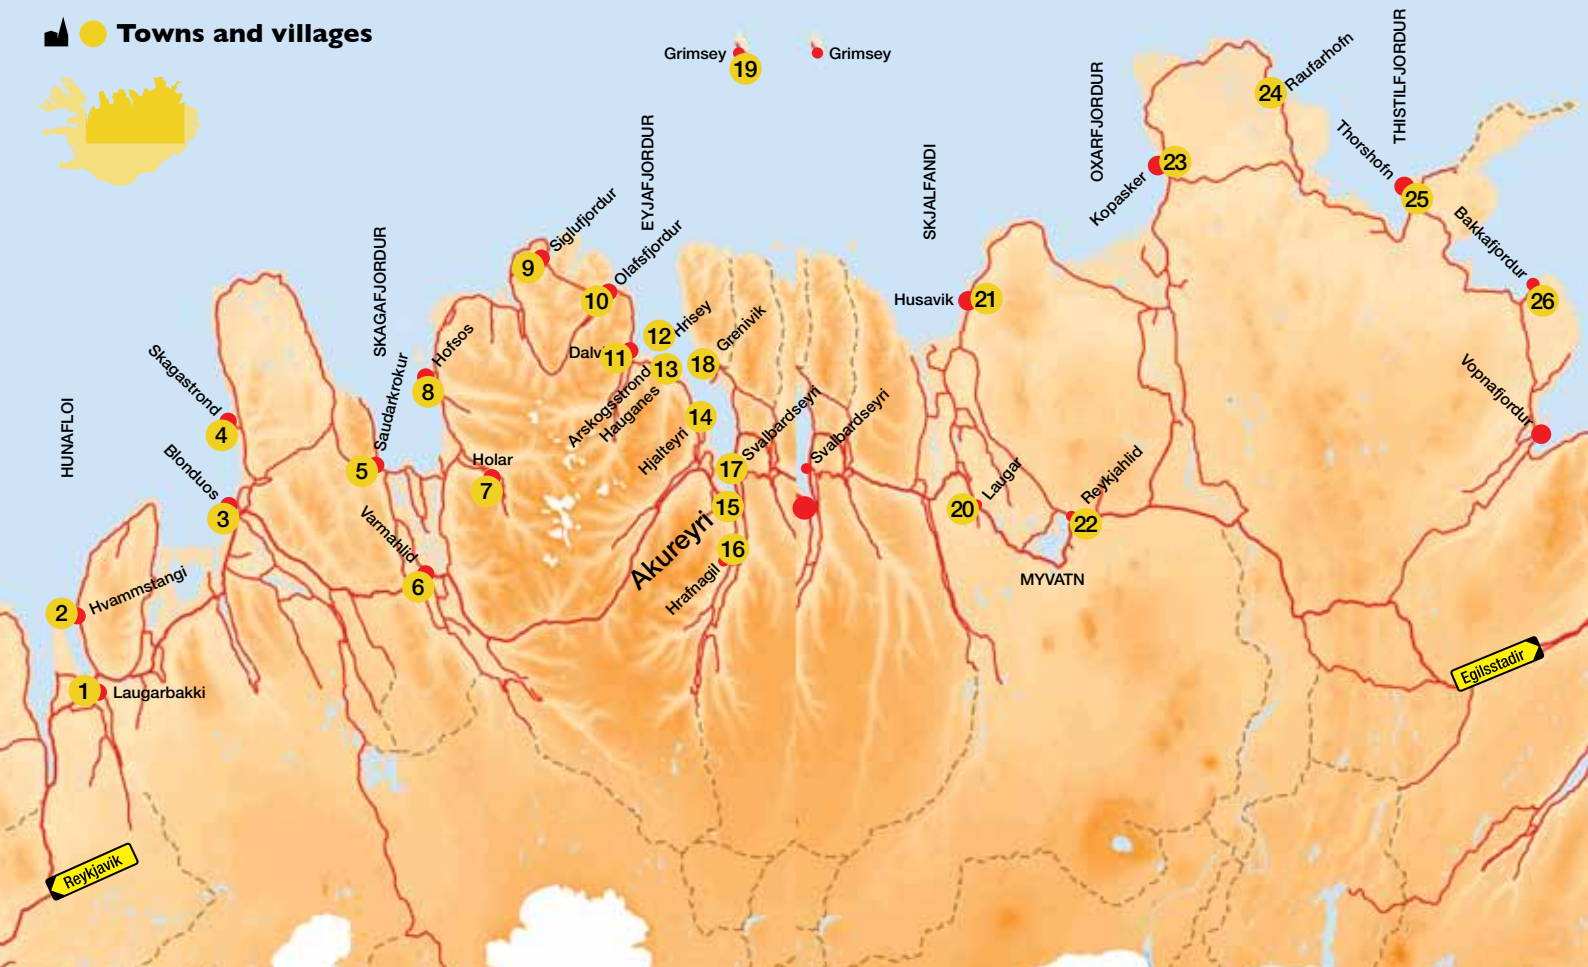 Towns and villages
Grimsey
19
Grimsey
HUNAFLOI
SKAGAFJORDUR
EYJAFJORDUR
SKJALFANDI
OXARFJORDUR
THISTILFJORDUR
24
Raufarhofn
23
Kopasker
Thorshofn
25
Bakkafjordur
26
Vopnafjordur
9
Siglufjordur
10
Olafsfjordur
12
Hrisey
Dalvi
11
13
18
Grenivik
Arskogsstrond
Hauganes
14
Hjalteyri
17
Svalbardseyri
Svalbardseyri
15
Akureyri
16
Hrafnagil
Husavik
21
20
Laugar
22
Reykjahlid
MYVATN
Skagastrond
4
Blonduos
3
5
Saudarkrokur
8
Hofsos
Holar
7
Varmahlid
6
2
Hvammstangi
1
Laugarbakki
Reykjavik
Egilsstadir